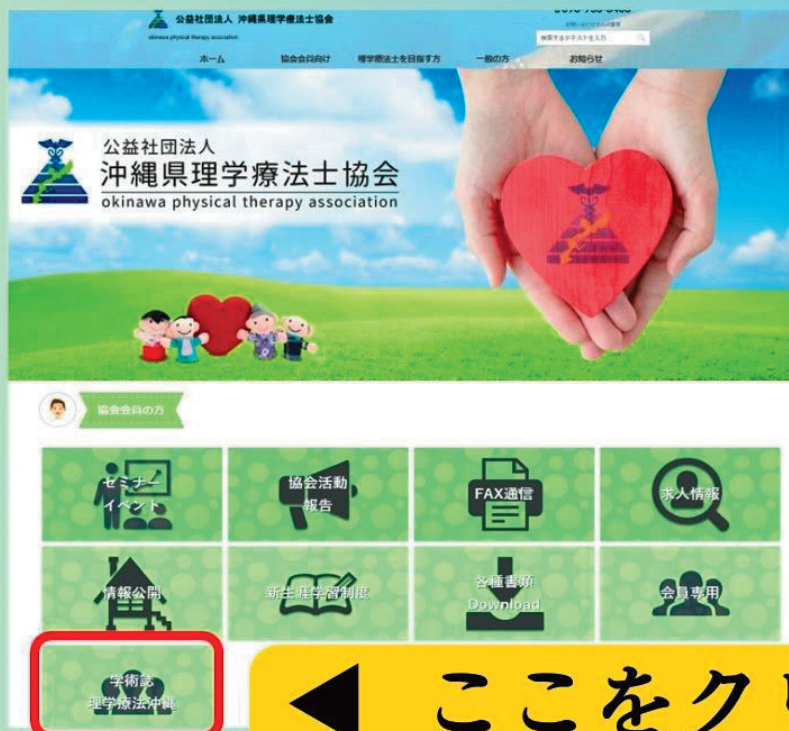 公益社団法人 沖縄県理学療法士協会
okinawa physical therapy association
検索するテキストを入力
ホーム
協会会員向け
理学療法士を目指す方
一般の方
お知らせ
公益社団法人
沖縄県理学療法士協会
okinawa physical therapy association
協会会員の方
セミナー
イベント
協会活動
報告
FAX通信
求人情報
情報公開
新生涯学習制度
各種書類
Download
会員専用
学術誌
理学療法沖縄
◀ ここをクリ